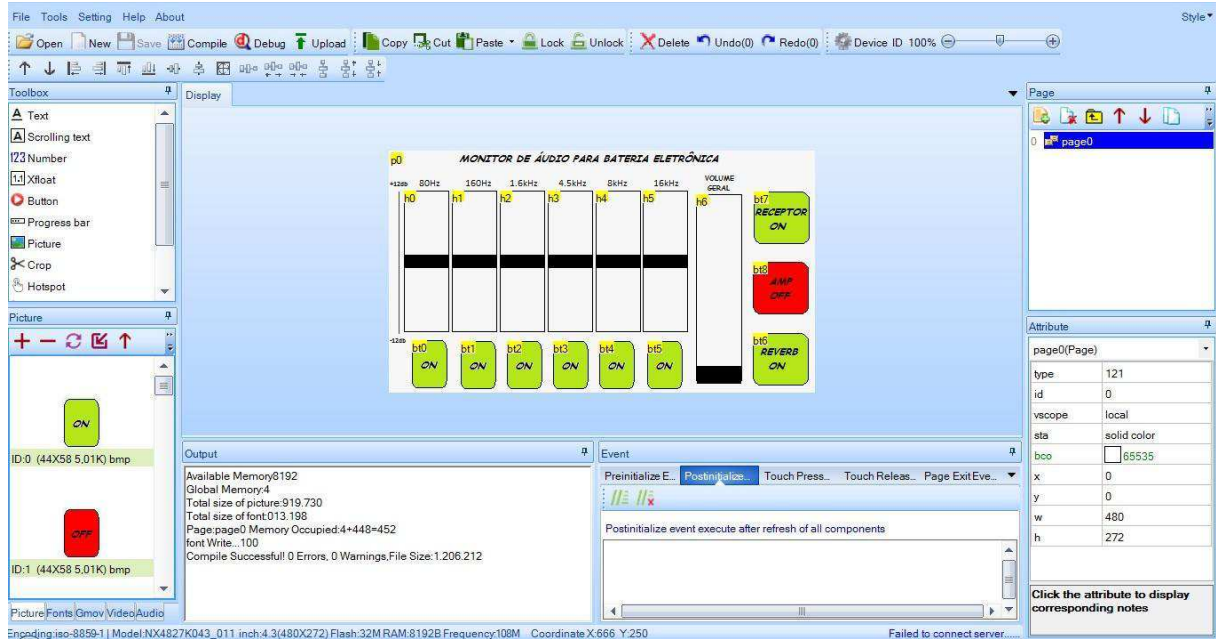 File Tools Setting Help About Style
Open New Save Compile Debug Upload Copy Cut Paste Lock Unlock Delete Undo(0) Redo(0) Device ID 100%
Toolbox
A Text
A Scrolling text
123 Number
1.1 Xfloat
Button
Progress bar
Picture
Crop
Hotspot
Picture
ON
ID:0 (44X58 5,01K) bmp
OFF
ID:1 (44X58 5,01K) bmp
Picture Fonts Gmov Video Audio
Display
p0 MONITOR DE ÁUDIO PARA BATERIA ELETRÔNICA
+12db 80Hz 160Hz 1.6kHz 4.5kHz 8kHz 16kHz VOLUME
GERAL
h0 h1 h2 h3 h4 h5 h6
bt7
RECEPTOR
ON
bt8
AMP
OFF
-12db
bt0 bt1 bt2 bt3 bt4 bt5
ON ON ON ON ON ON
bt6
REVERB
ON
Output
Available Memory8192
Global Memory:4
Total size of picture:919.730
Total size of font:013.198
Page:page0 Memory Occupied:4+448=452
font Write...100
Compile Successful! 0 Errors, 0 Warnings,File Size:1.206.212
Event
Preinitialize E... Postinitialize... Touch Press... Touch Releas... Page Exit Eve...
Postinitialize event execute after refresh of all components
Page
0 page0
Attribute
page0(Page)
type 121
id 0
vscope local
sta solid color
bco 65535
x 0
y 0
w 480
h 272
Click the attribute to display
corresponding notes
Encoding:iso-8859-1 | Model:NX4827K043_011 inch:4.3(480X272) Flash:32M RAM:8192B Frequency:108M Coordinate X:666 Y:250 Failed to connect server......